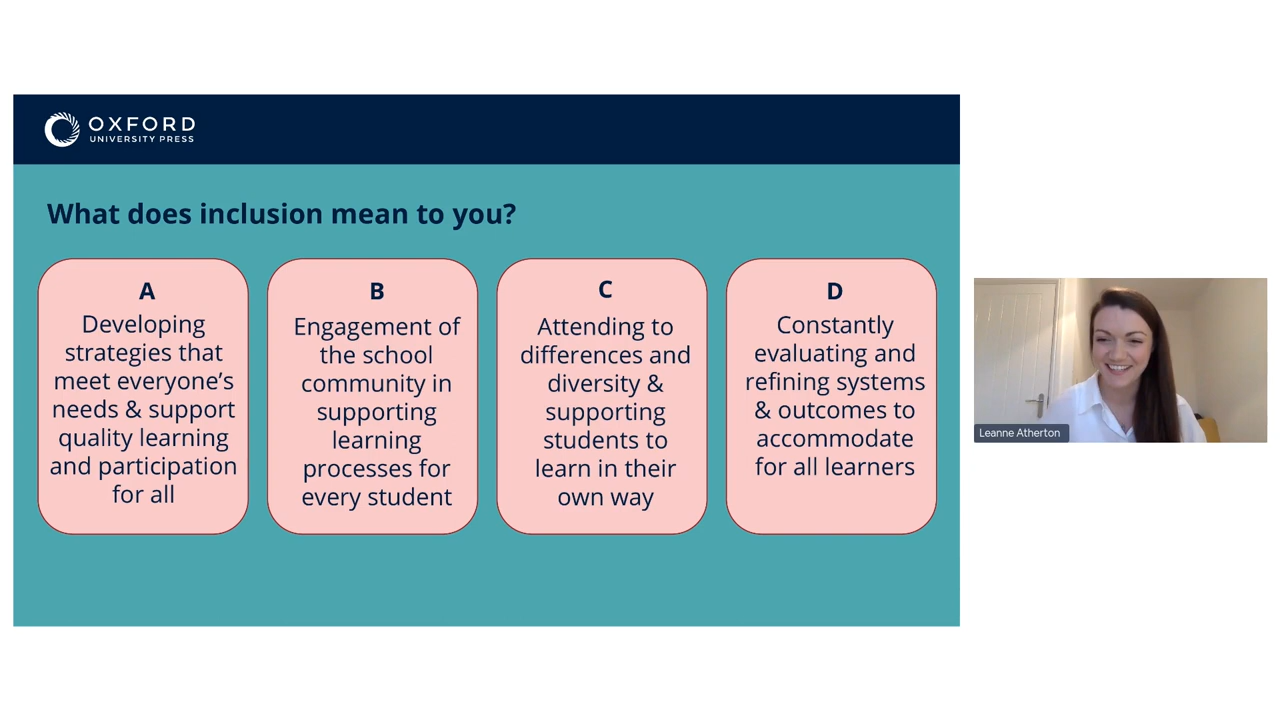 OXFORD
UNIVERSITY PRESS
What does inclusion mean to you?
A
Developing
strategies that
meet everyone’s
needs & support
quality learning
and participation
for all
B
Engagement of
the school
community in
supporting
learning
processes for
every student
C
Attending to
differences and
diversity &
supporting
students to
learn in their
own way
D
Constantly
evaluating and
refining systems
& outcomes to
accommodate
for all learners
Leanne Atherton